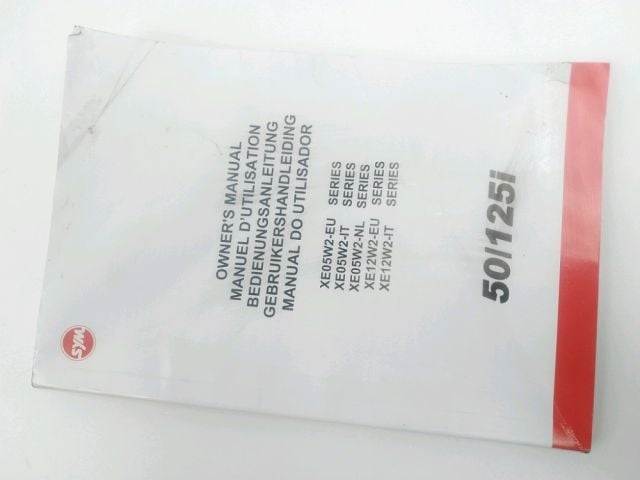 SYM
OWNER'S MANUAL
MANUEL D'UTILISATION
BEDIENUNGSANLEITUNG
GEBRUIKERSHANDLEIDING
MANUAL DO UTILISADOR
XE05W2-EU SERIES
XE05W2-IT SERIES
XE05W2-NL SERIES
XE12W2-EU SERIES
XE12W2-IT SERIES
50/125i